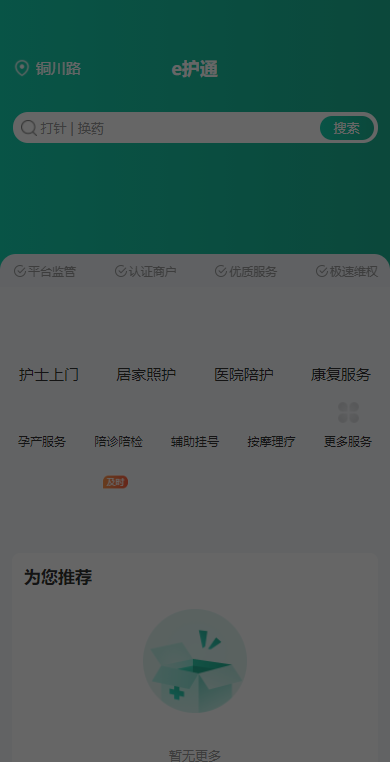 铜川路
e护通
打针 | 换药
搜索
平台监管 认证商户 优质服务 极速维权
护士上门 居家照护 医院陪护 康复服务
孕产服务 陪诊陪检 辅助挂号 按摩理疗 更多服务
及时
为您推荐
暂无更多